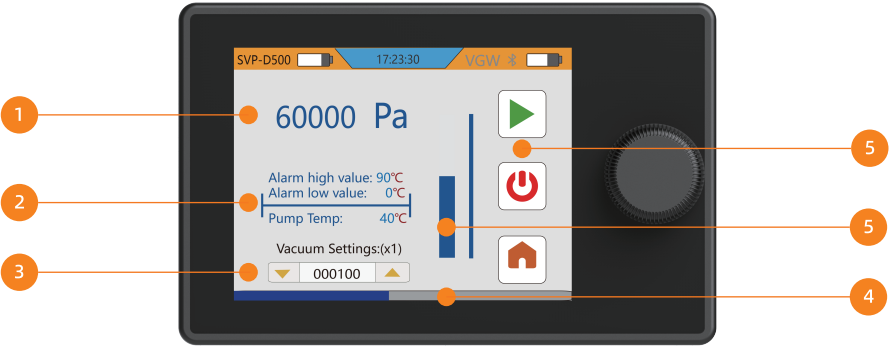 SVP-D500 17:23:30 VGW
1 60000 Pa
5
Alarm high value: 90℃
Alarm low value: 0℃
2
Pump Temp: 40℃
5
Vacuum Settings:(x1)
3 000100
4